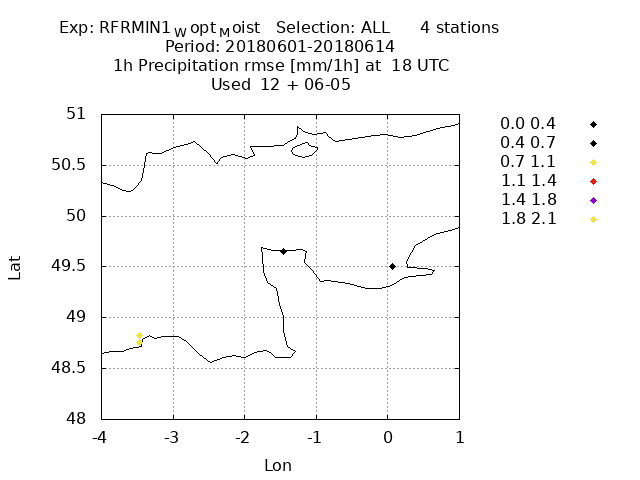 Exp: RFRMIN1WoptMoist Selection: ALL 4 stations
Period: 20180601-20180614
1h Precipitation rmse [mm/1h] at 18 UTC
Used 12 + 06-05
51
50.5
50
49.5
49
48.5
48
-4 -3 -2 -1 0 1
Lat
Lon
0.0 0.4
0.4 0.7
0.7 1.1
1.1 1.4
1.4 1.8
1.8 2.1